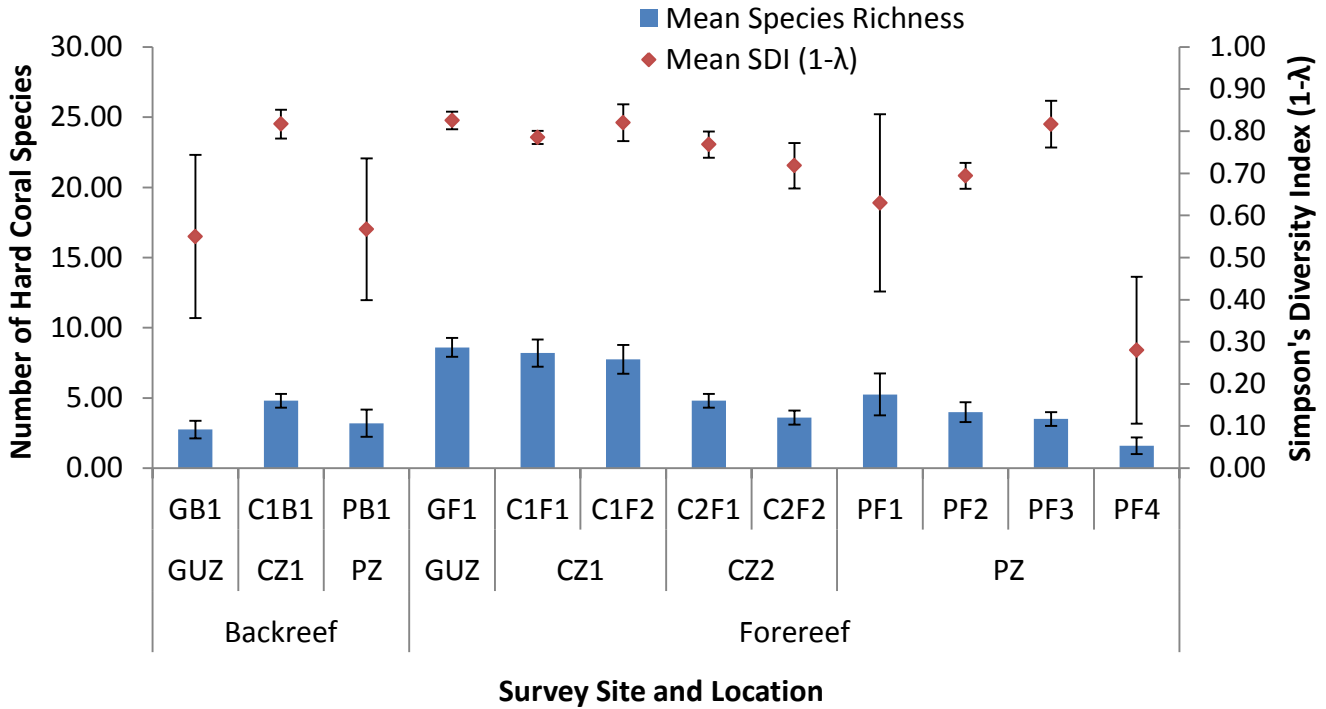 Mean Species Richness
Mean SDI (1-λ)
Number of Hard Coral Species
30.00
25.00
20.00
15.00
10.00
5.00
0.00
1.00
0.90
0.80
0.70
0.60
0.50
0.40
0.30
0.20
0.10
0.00
Simpson's Diversity Index (1-λ)
GB1 C1B1 PB1 GF1 C1F1 C1F2 C2F1 C2F2 PF1 PF2 PF3 PF4
GUZ CZ1 PZ GUZ CZ1 CZ2 PZ
Backreef Forereef
Survey Site and Location